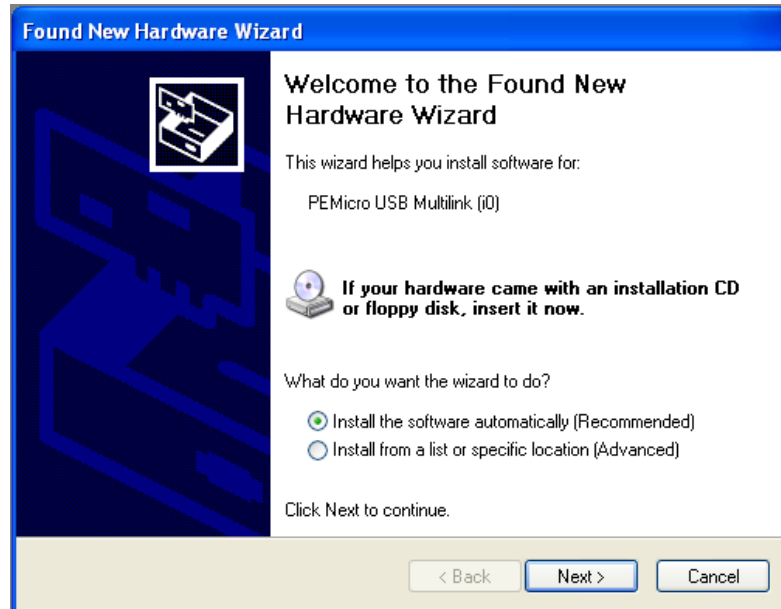 Found New Hardware Wizard
Welcome to the Found New
Hardware Wizard
This wizard helps you install software for:
PEMicro USB Multilink (i0)
If your hardware came with an installation CD
or floppy disk, insert it now.
What do you want the wizard to do?
Install the software automatically (Recommended)
Install from a list or specific location (Advanced)
Click Next to continue.
< Back Next > Cancel